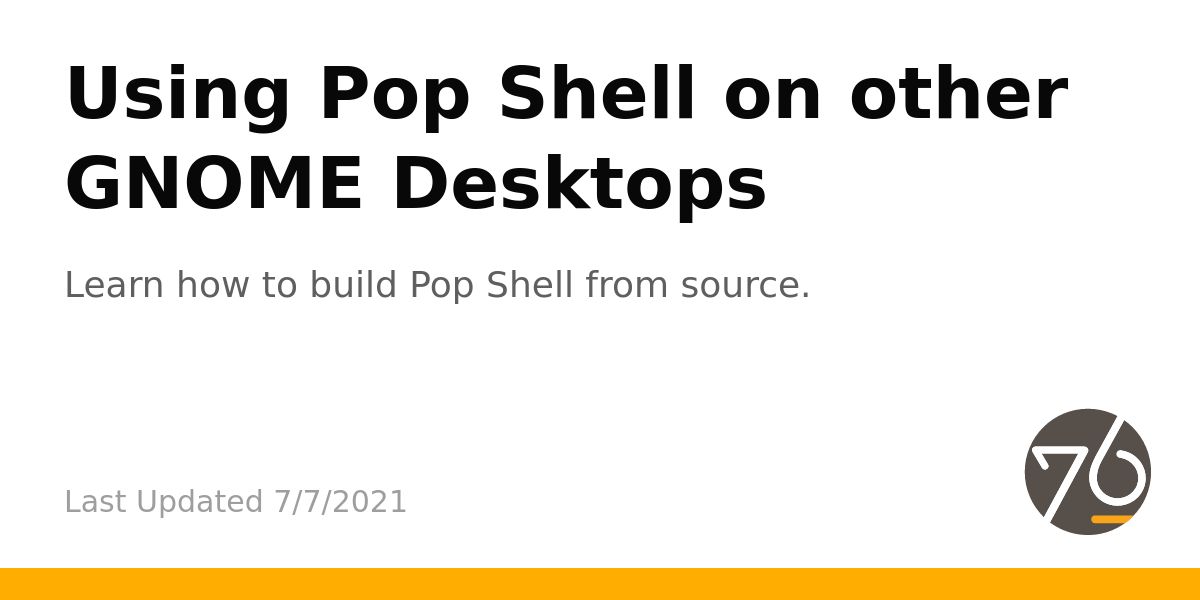 Using Pop Shell on other
GNOME Desktops
Learn how to build Pop Shell from source.
Last Updated 7/7/2021
76